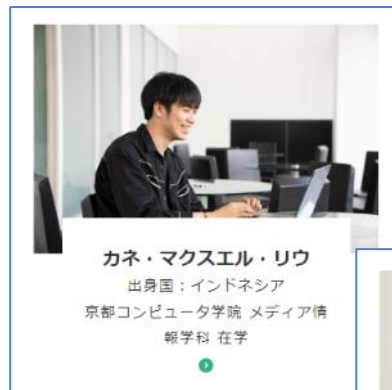 カネ・マクスエル・リウ
出身国：インドネシア
京都コンピュータ学院 メディア情
報学科 在学